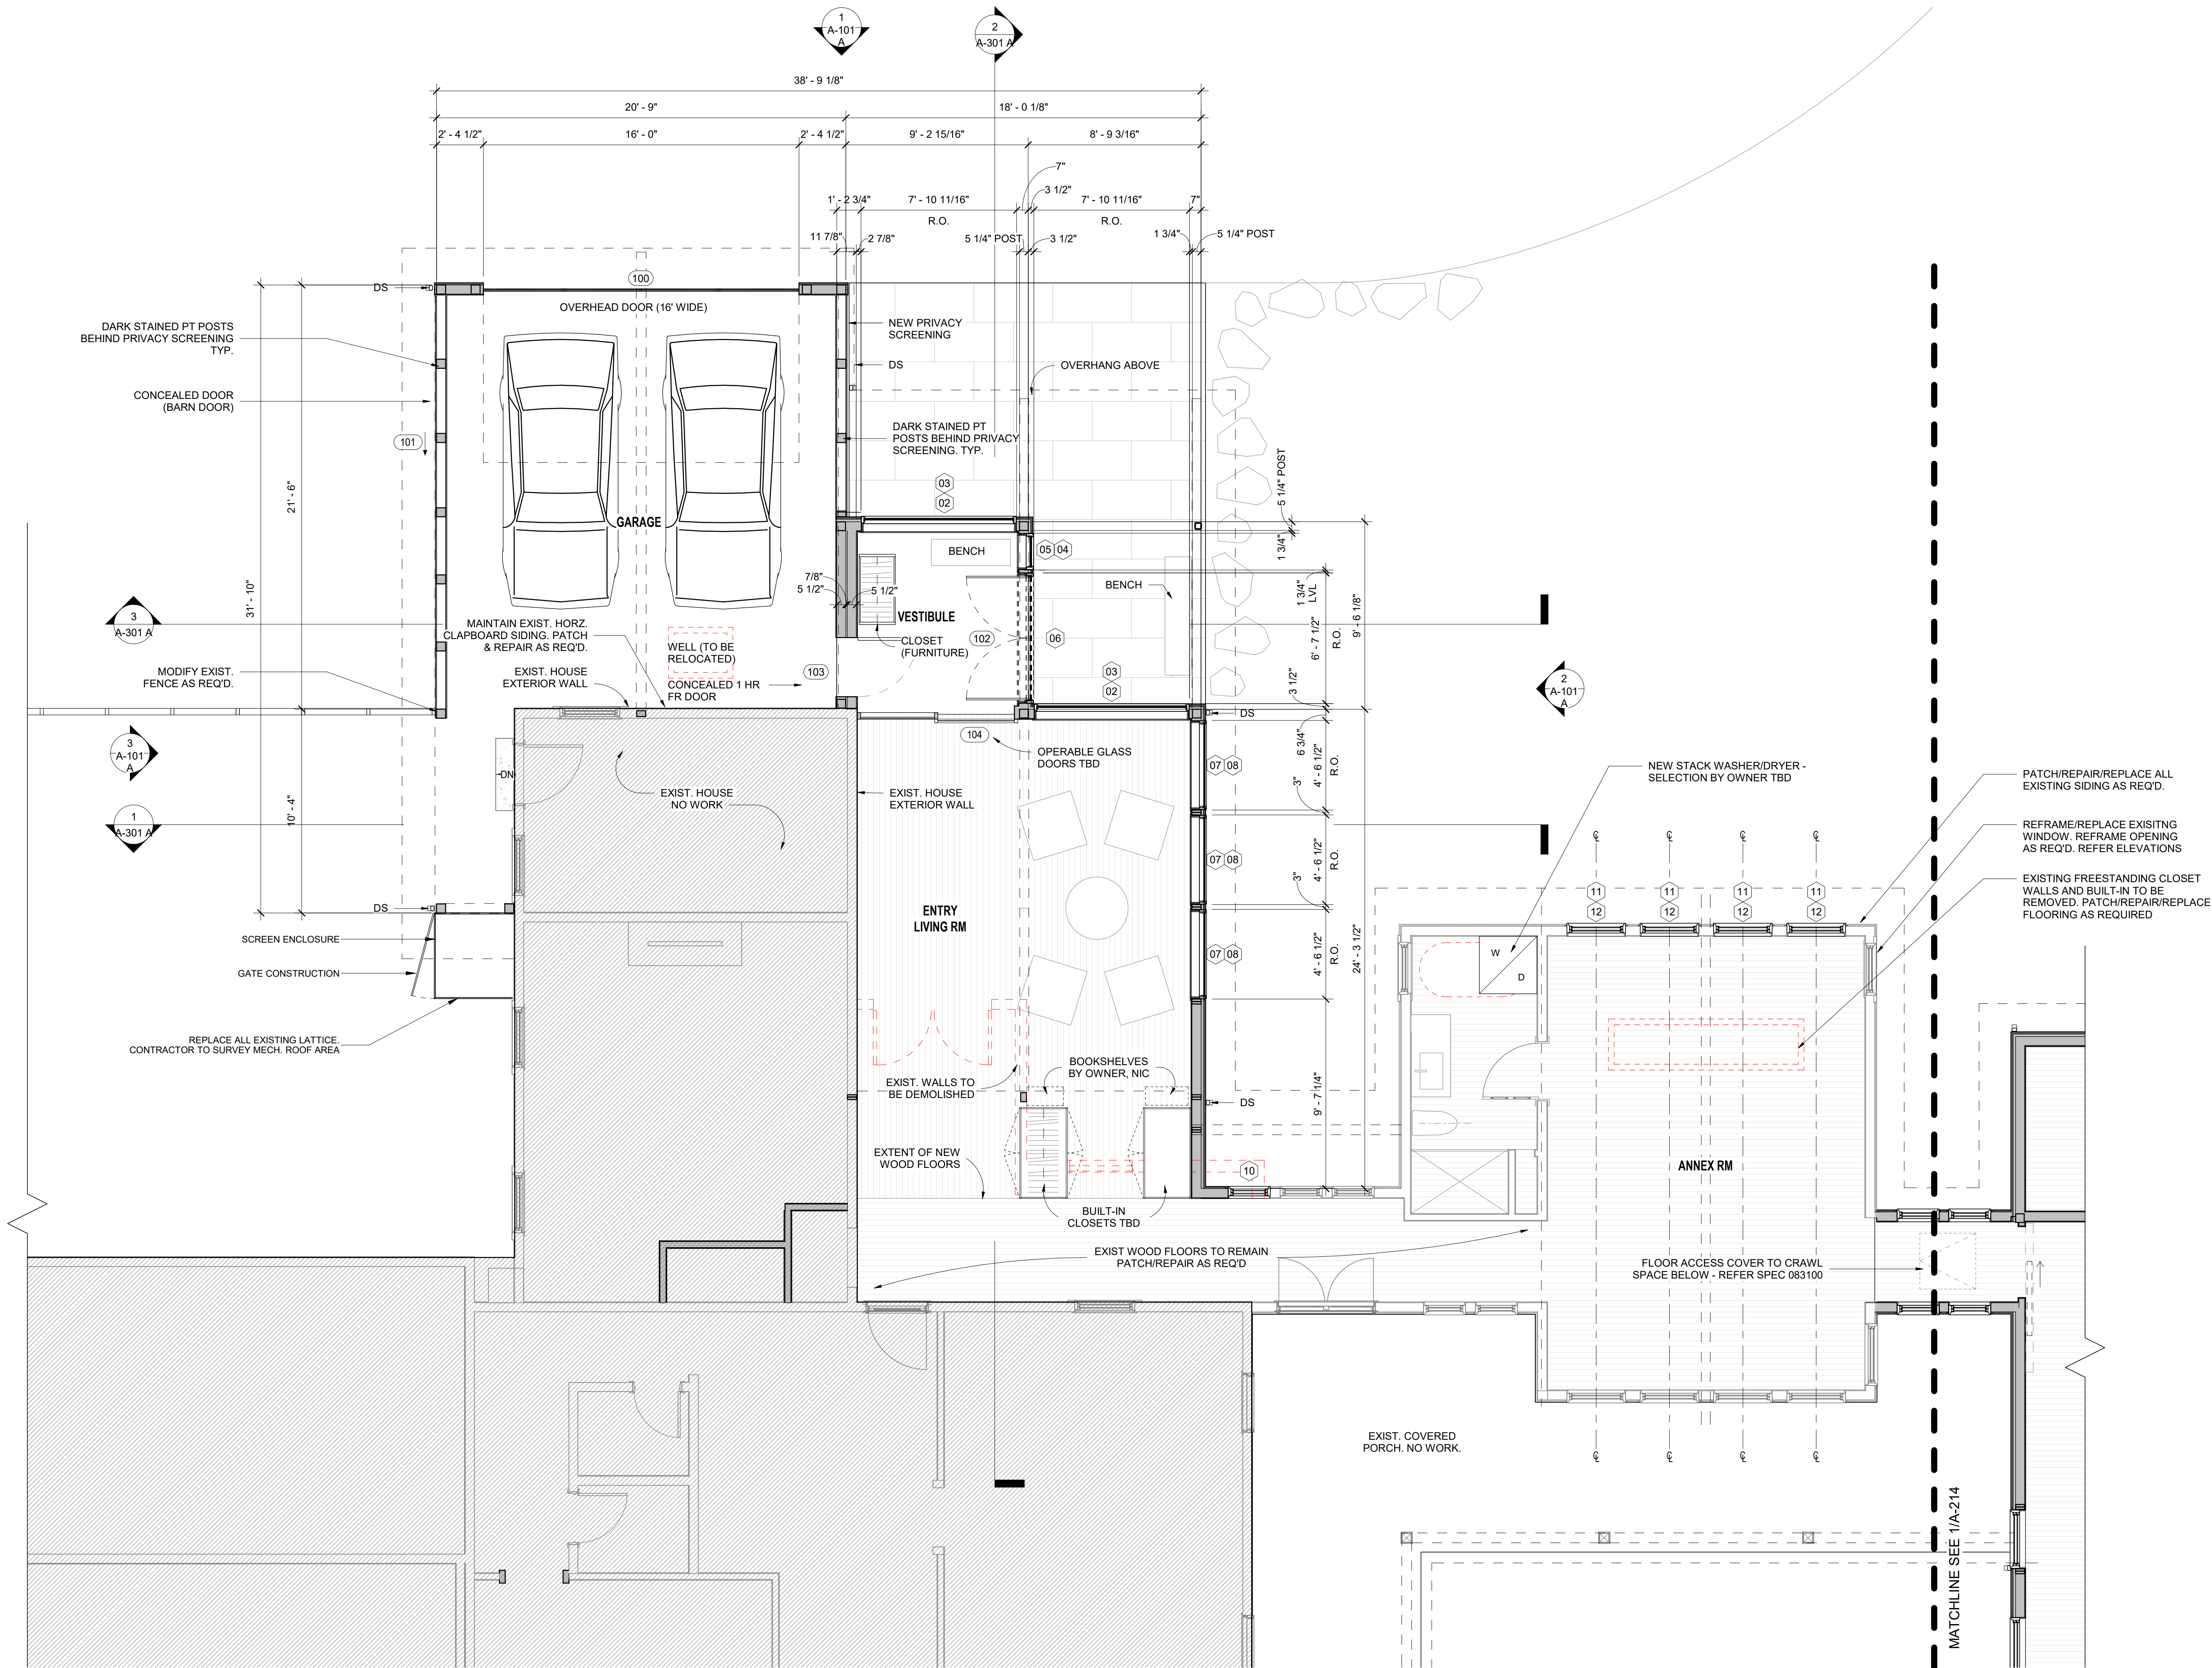 1
A-101
A
2
A-301 A
38' - 9 1/8"
20' - 9"
18' - 0 1/8"
2' - 4 1/2"
16' - 0"
2' - 4 1/2"
9' - 2 15/16"
8' - 9 3/16"
7"
3 1/2"
1' - 2 3/4"
7' - 10 11/16"
R.O.
7' - 10 11/16"
R.O.
7"
11 7/8"
2 7/8"
5 1/4" POST
3 1/2"
1 3/4"
5 1/4" POST
DS
100
OVERHEAD DOOR (16' WIDE)
DARK STAINED PT POSTS
BEHIND PRIVACY SCREENING
TYP.
CONCEALED DOOR
(BARN DOOR)
101
NEW PRIVACY
SCREENING
DS
OVERHANG ABOVE
DARK STAINED PT
POSTS BEHIND PRIVACY
SCREENING. TYP.
03
02
21' - 6"
31' - 10"
10' - 4"
GARAGE
BENCH
05
04
5 1/4" POST
1 3/4"
1 3/4"
LVL
6' - 7 1/2"
R.O.
9' - 6 1/8"
3 1/2"
BENCH
7/8"
5 1/2"
5 1/2"
VESTIBULE
CLOSET
(FURNITURE)
102
06
03
02
3
A-301 A
MAINTAIN EXIST. HORZ.
CLAPBOARD SIDING. PATCH
& REPAIR AS REQ'D.
WELL (TO BE
RELOCATED)
MODIFY EXIST.
FENCE AS REQ'D.
EXIST. HOUSE
EXTERIOR WALL
CONCEALED 1 HR
FR DOOR
103
2
A-101
A
DS
3
A-101
A
104
OPERABLE GLASS
DOORS TBD
DN
EXIST. HOUSE
NO WORK
EXIST. HOUSE
EXTERIOR WALL
07
08
6 3/4"
4' - 6 1/2"
R.O.
3"
07
08
4' - 6 1/2"
R.O.
3"
07
08
4' - 6 1/2"
R.O.
24' - 3 1/2"
9' - 7 1/4"
1
A-301 A
NEW STACK WASHER/DRYER -
SELECTION BY OWNER TBD
PATCH/REPAIR/REPLACE ALL
EXISTING SIDING AS REQ'D.
REFRAME/REPLACE EXISITNG
WINDOW. REFRAME OPENING
AS REQ'D. REFER ELEVATIONS
EXISTING FREESTANDING CLOSET
WALLS AND BUILT-IN TO BE
REMOVED. PATCH/REPAIR/REPLACE
FLOORING AS REQUIRED
11
12
11
12
11
12
11
12
DS
SCREEN ENCLOSURE
GATE CONSTRUCTION
REPLACE ALL EXISTING LATTICE.
CONTRACTOR TO SURVEY MECH. ROOF AREA
ENTRY
LIVING RM
W
D
EXIST. WALLS TO
BE DEMOLISHED
BOOKSHELVES
BY OWNER, NIC
DS
EXTENT OF NEW
WOOD FLOORS
10
ANNEX RM
BUILT-IN
CLOSETS TBD
EXIST WOOD FLOORS TO REMAIN
PATCH/REPAIR AS REQ'D
FLOOR ACCESS COVER TO CRAWL
SPACE BELOW - REFER SPEC 083100
EXIST. COVERED
PORCH. NO WORK.
MATCHLINE SEE 1/A-214